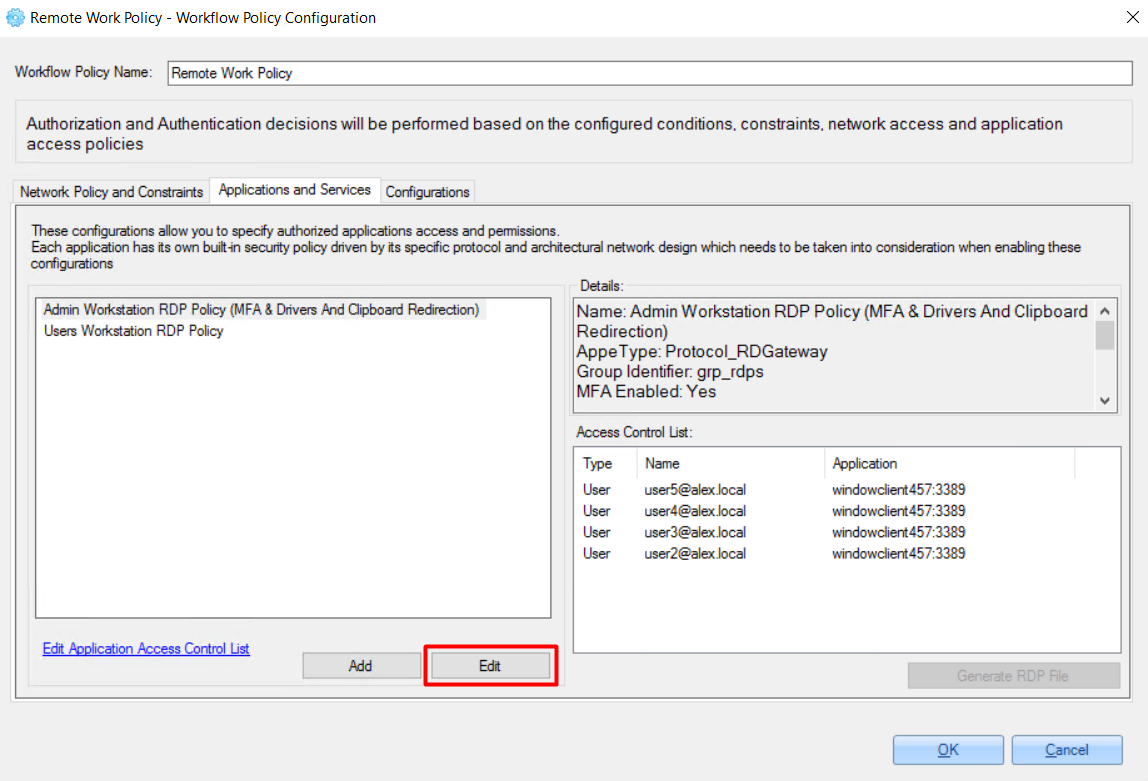 Remote Work Policy - Workflow Policy Configuration
Workflow Policy Name:
Remote Work Policy
Authorization and Authentication decisions will be performed based on the configured conditions, constraints, network access and application
access policies
Network Policy and Constraints
Applications and Services
Configurations
These configurations allow you to specify authorized applications access and permissions.
Each application has its own built-in security policy driven by its specific protocol and architectural network design which needs to be taken into consideration when enabling these
configurations
Admin Workstation RDP Policy (MFA & Drivers And Clipboard Redirection)
Users Workstation RDP Policy
Edit Application Access Control List
Add
Edit
Details:
Name: Admin Workstation RDP Policy (MFA & Drivers And Clipboard
Redirection)
AppeType: Protocol_RDGateway
Group Identifier: grp_rdps
MFA Enabled: Yes
Access Control List:
Type Name Application
User user5@alex.local windowclient457:3389
User user4@alex.local windowclient457:3389
User user3@alex.local windowclient457:3389
User user2@alex.local windowclient457:3389
Generate RDP File
OK
Cancel